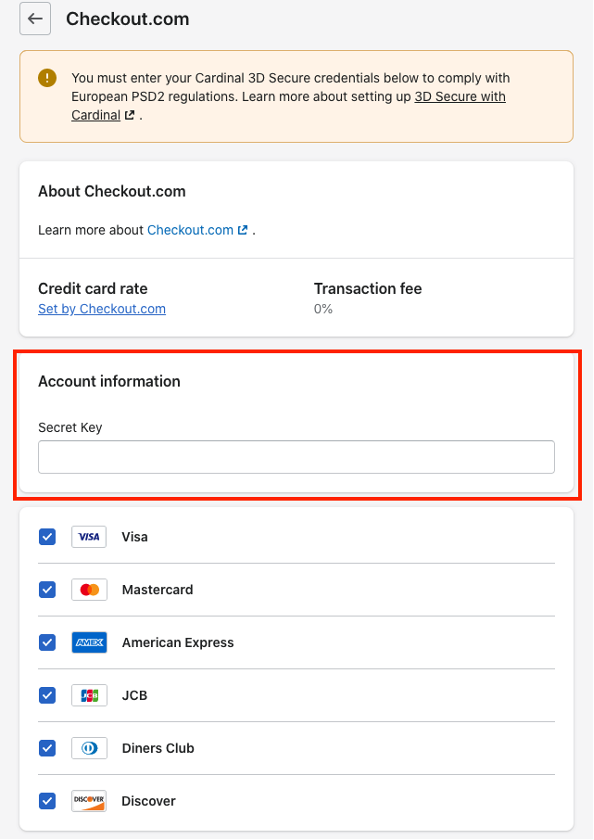 Checkout.com
You must enter your Cardinal 3D Secure credentials below to comply with
European PSD2 regulations. Learn more about setting up 3D Secure with
Cardinal .
About Checkout.com
Learn more about Checkout.com .
Credit card rate Transaction fee
Set by Checkout.com 0%
Account information
Secret Key
VISA Visa
Mastercard
AMEX American Express
JCB JCB
Diners Club
DISCOVER Discover